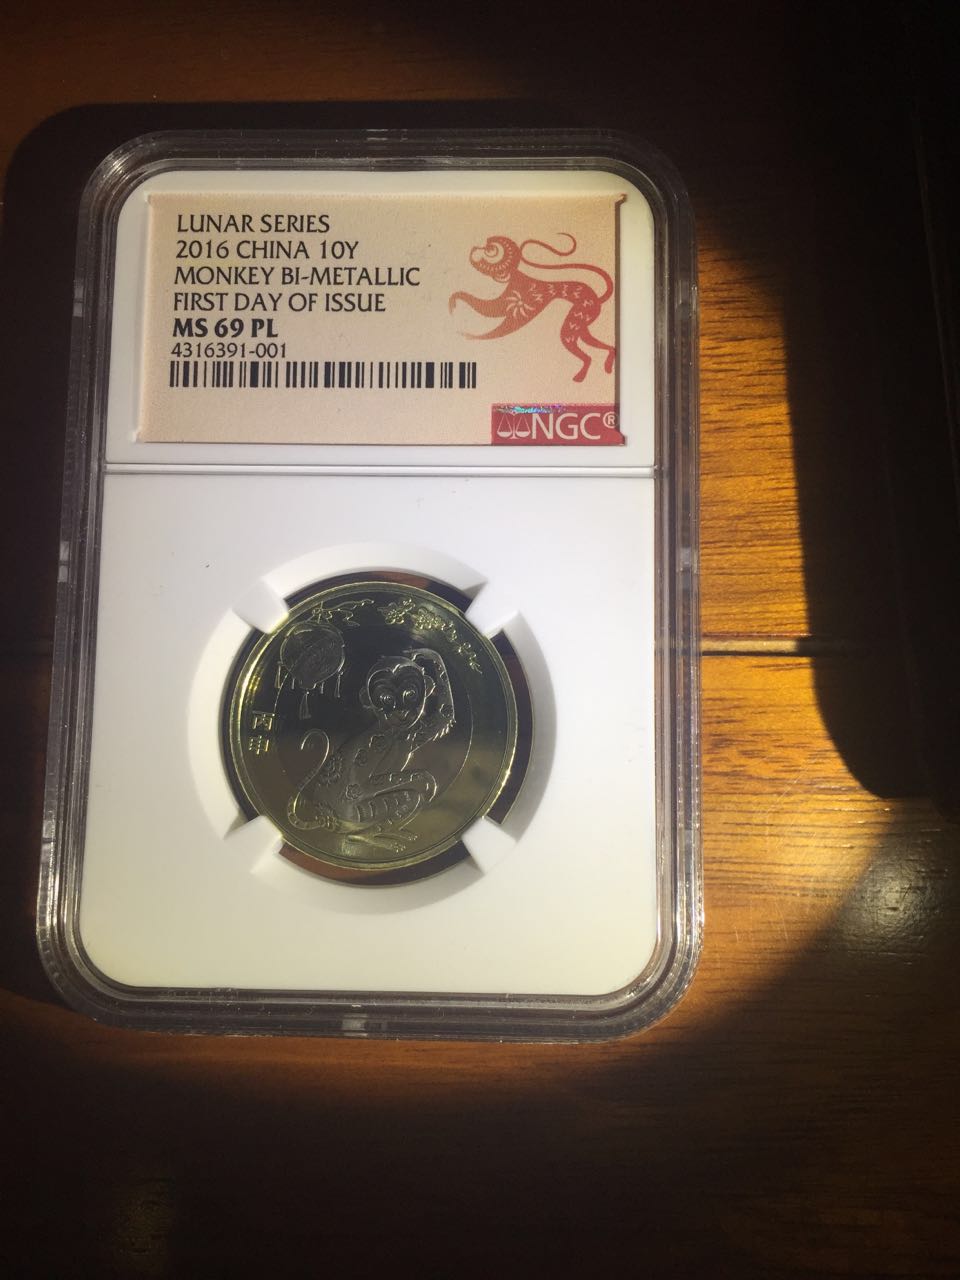 LUNAR SERIES
2016 CHINA 10Y
MONKEY BI-METALLIC
FIRST DAY OF ISSUE
MS 69 PL
4316391-001
NGC®
丙申